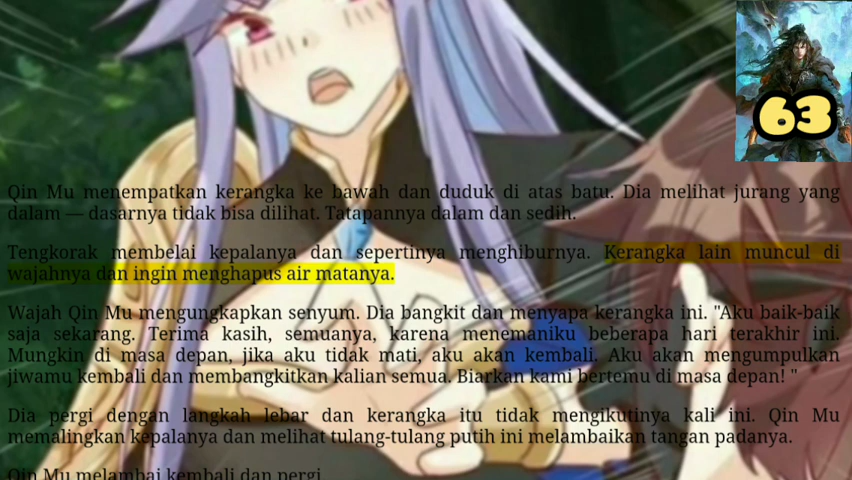 63
Qin Mu menempatkan kerangka ke bawah dan duduk di atas batu. Dia melihat jurang yang
dalam — dasarnya tidak bisa dilihat. Tatapannya dalam dan sedih.
Tengkorak membelai kepalanya dan sepertinya menghiburnya. Kerangka lain muncul di
wajahnya dan ingin menghapus air matanya.
Wajah Qin Mu mengungkapkan senyum. Dia bangkit dan menyapa kerangka ini. "Aku baik-baik
saja sekarang. Terima kasih, semuanya, karena menemaniku beberapa hari terakhir ini.
Mungkin di masa depan, jika aku tidak mati, aku akan kembali. Aku akan mengumpulkan
jiwamu kembali dan membangkitkan kalian semua. Biarkan kami bertemu di masa depan! "
Dia pergi dengan langkah lebar dan kerangka itu tidak mengikutinya kali ini. Qin Mu
memalingkan kepalanya dan melihat tulang-tulang putih ini melambaikan tangan padanya.
Qin Mu melambai kembali dan pergi